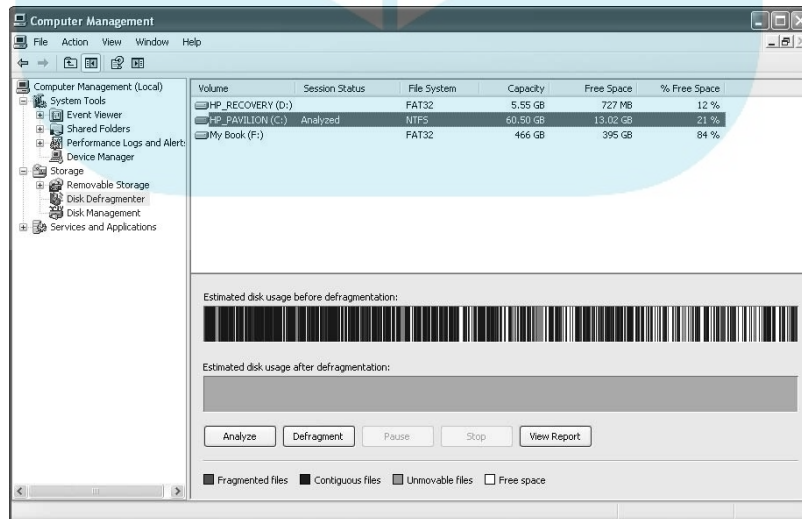 Computer Management
File Action View Window Help
Computer Management (Local)
System Tools
Event Viewer
Shared Folders
Performance Logs and Alert
Device Manager
Storage
Removable Storage
Disk Defragmenter
Disk Management
Services and Applications
Volume Session Status File System Capacity Free Space % Free Space
HP_RECOVERY (D:) FAT32 5.55 GB 727 MB 12 %
HP_PAVILION (C:) Analyzed NTFS 60.50 GB 13.02 GB 21 %
My Book (F:) FAT32 466 GB 395 GB 84 %
Estimated disk usage before defragmentation:
Estimated disk usage after defragmentation:
Analyze Defragment Pause Stop View Report
Fragmented files Contiguous files Unmovable files Free space